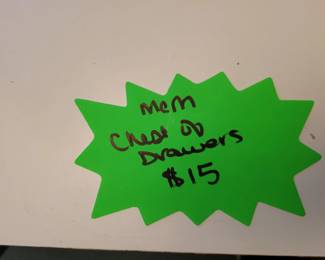 MCM
Chest of
Drawers
$15